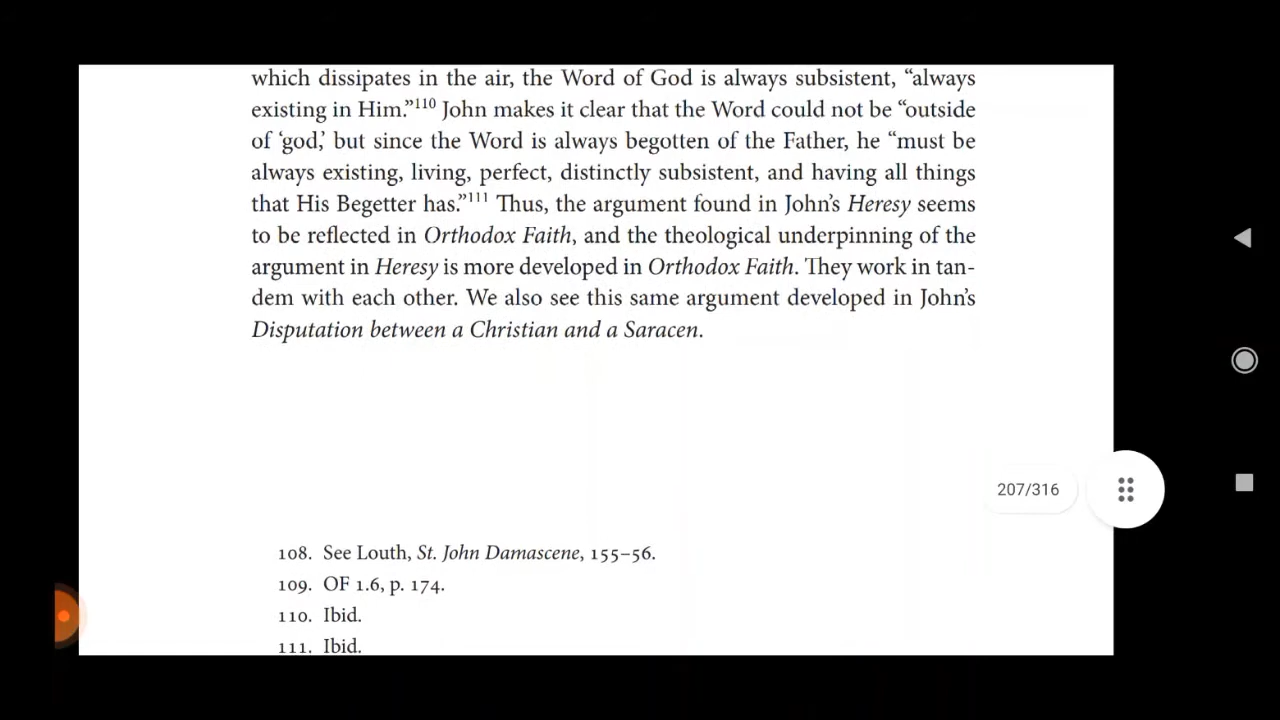 which dissipates in the air, the Word of God is always subsistent, “always
existing in Him.”110 John makes it clear that the Word could not be “outside
of ‘god,’ but since the Word is always begotten of the Father, he “must be
always existing, living, perfect, distinctly subsistent, and having all things
that His Begetter has.”111 Thus, the argument found in John’s Heresy seems
to be reflected in Orthodox Faith, and the theological underpinning of the
argument in Heresy is more developed in Orthodox Faith. They work in tan-
dem with each other. We also see this same argument developed in John’s
Disputation between a Christian and a Saracen.
207/316
108. See Louth, St. John Damascene, 155–56.
109. OF 1.6, p. 174.
110. Ibid.
111. Ibid.